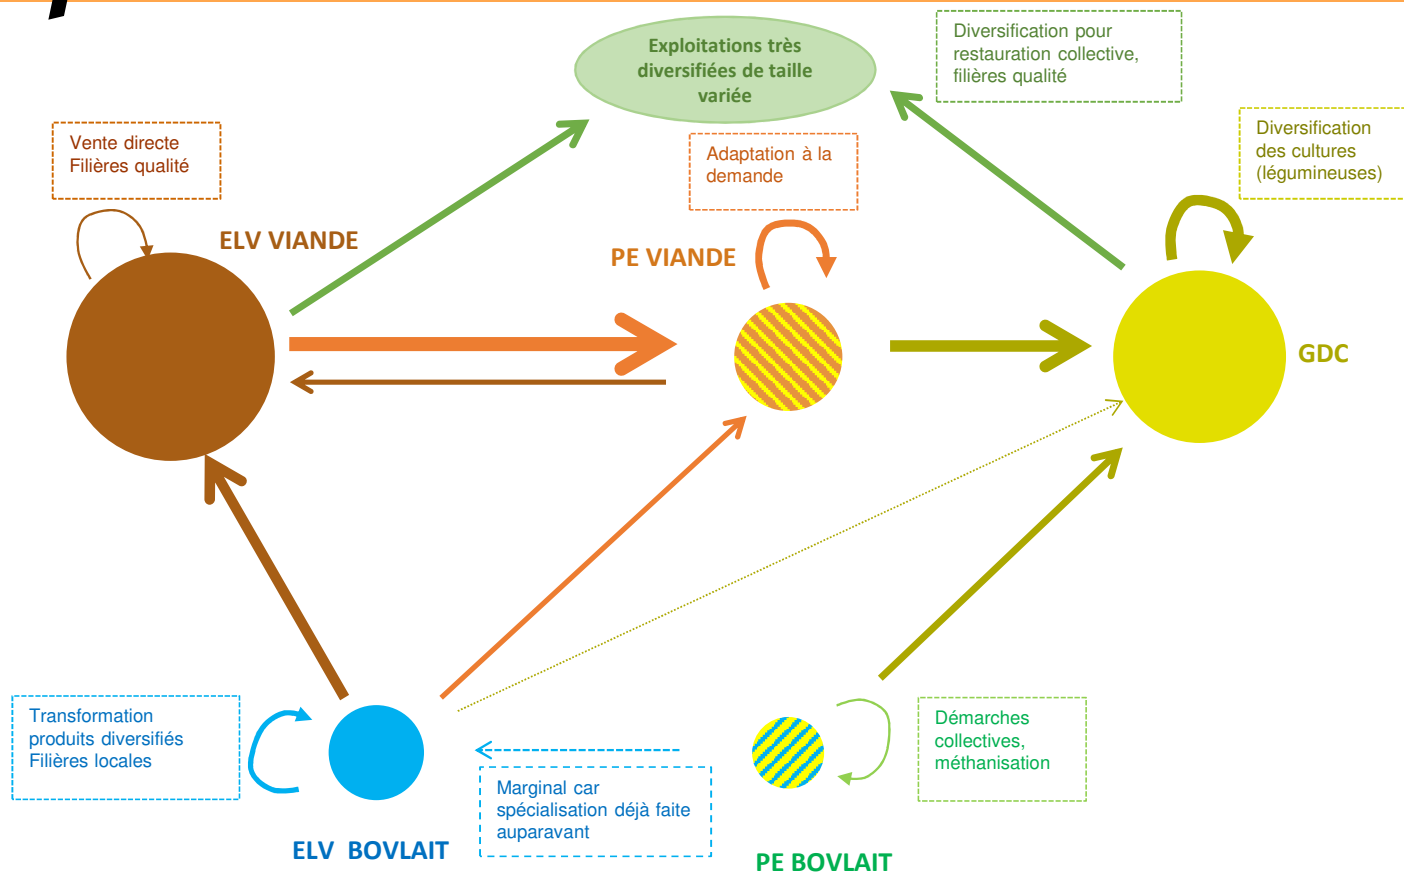 Exploitations très
diversifiées de taille
variée
Diversification pour
restauration collective,
filières qualité
Vente directe
Filières qualité
Adaptation à la
demande
Diversification
des cultures
(légumineuses)
ELV VIANDE
PE VIANDE
GDC
Transformation
produits diversifiés
Filières locales
Marginal car
spécialisation déjà faite
auparavant
Démarches
collectives,
méthanisation
ELV BOVLAIT
PE BOVLAIT